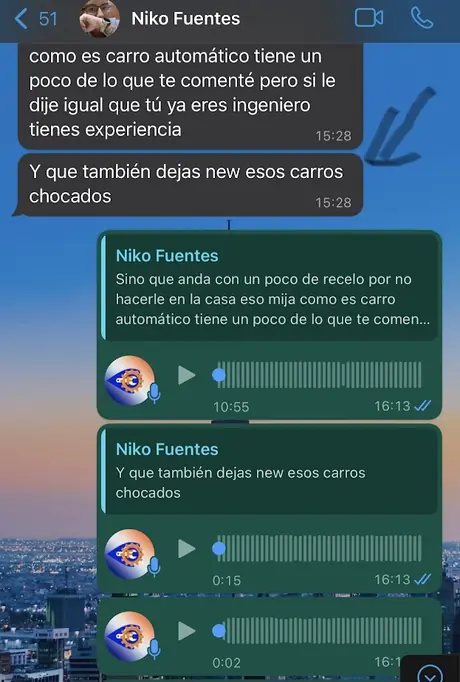 51
Niko Fuentes
como es carro automático tiene un
poco de lo que te comenté pero si le
dije igual que tú ya eres ingeniero
tienes experiencia
15:28
Y que también dejas new esos carros
chocados
15:28
Niko Fuentes
Sino que anda con un poco de recelo por no
hacerle en la casa eso mija como es carro
automático tiene un poco de lo que te comen...
10:55
16:13
Niko Fuentes
Y que también dejas new esos carros
chocados
0:15
16:13
0:02